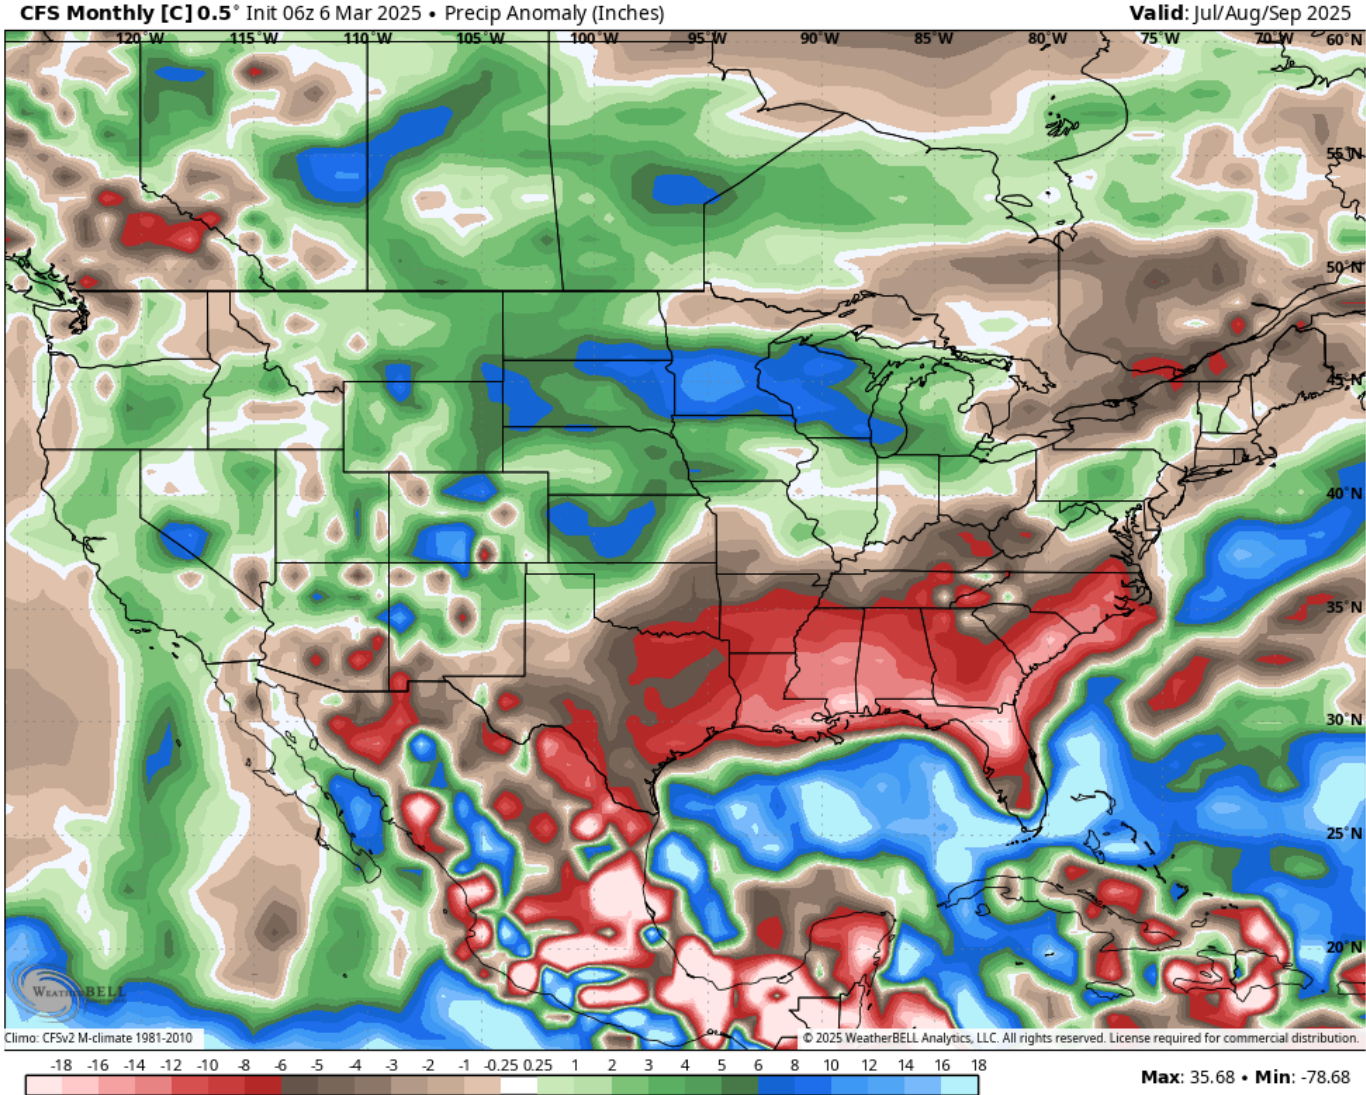 CFS Monthly [C] 0.5° Init 06z 6 Mar 2025 • Precip Anomaly (Inches)
Valid: Jul/Aug/Sep 2025
120°W 115°W 110°W 105°W 100°W 95°W 90°W 85°W 80°W 75°W 70°W 60°N
55°N
50°N
45°N
40°N
35°N
30°N
25°N
20°N
WEATHERBELL
Climo: CFSv2 M-climate 1981-2010
© 2025 WeatherBELL Analytics, LLC. All rights reserved. License required for commercial distribution.
-18 -16 -14 -12 -10 -8 -6 -5 -4 -3 -2 -1 -0.25 0.25 1 2 3 4 5 6 8 10 12 14 16 18
Max: 35.68 • Min: -78.68